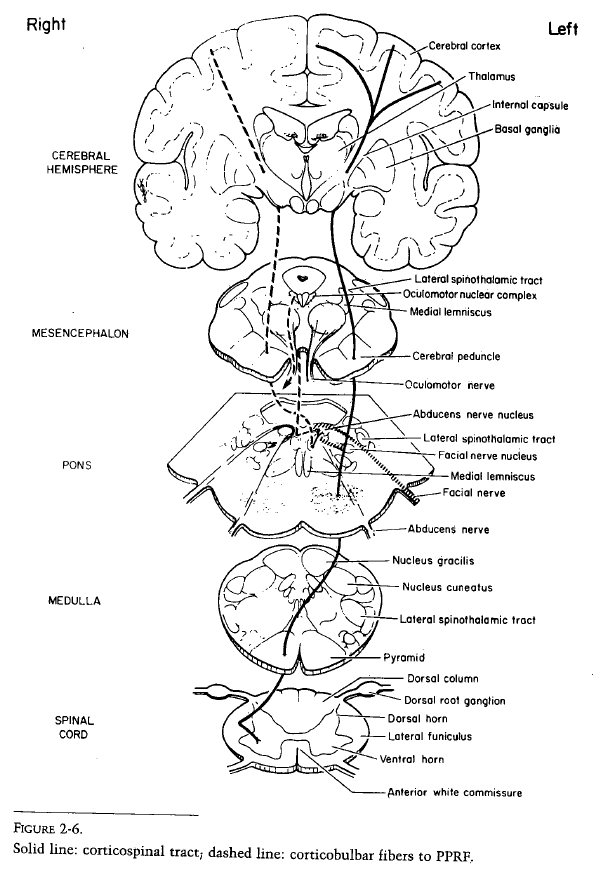 Right
Left
Cerebral cortex
Thalamus
Internal capsule
Basal ganglia
CEREBRAL
HEMISPHERE
Lateral spinothalamic tract
Oculomotor nuclear complex
Medial lemniscus
MESENCEPHALON
Cerebral peduncle
Oculomotor nerve
Abducens nerve nucleus
Lateral spinothalamic tract
Facial nerve nucleus
PONS
Medial lemniscus
Facial nerve
Abducens nerve
Nucleus gracilis
Nucleus cuneatus
MEDULLA
Lateral spinothalamic tract
Pyramid
Dorsal column
Dorsal root ganglion
Dorsal horn
SPINAL
CORD
Lateral funiculus
Ventral horn
Anterior white commissure
FIGURE 2-6.
Solid line: corticospinal tract; dashed line: corticobulbar fibers to PPRF.